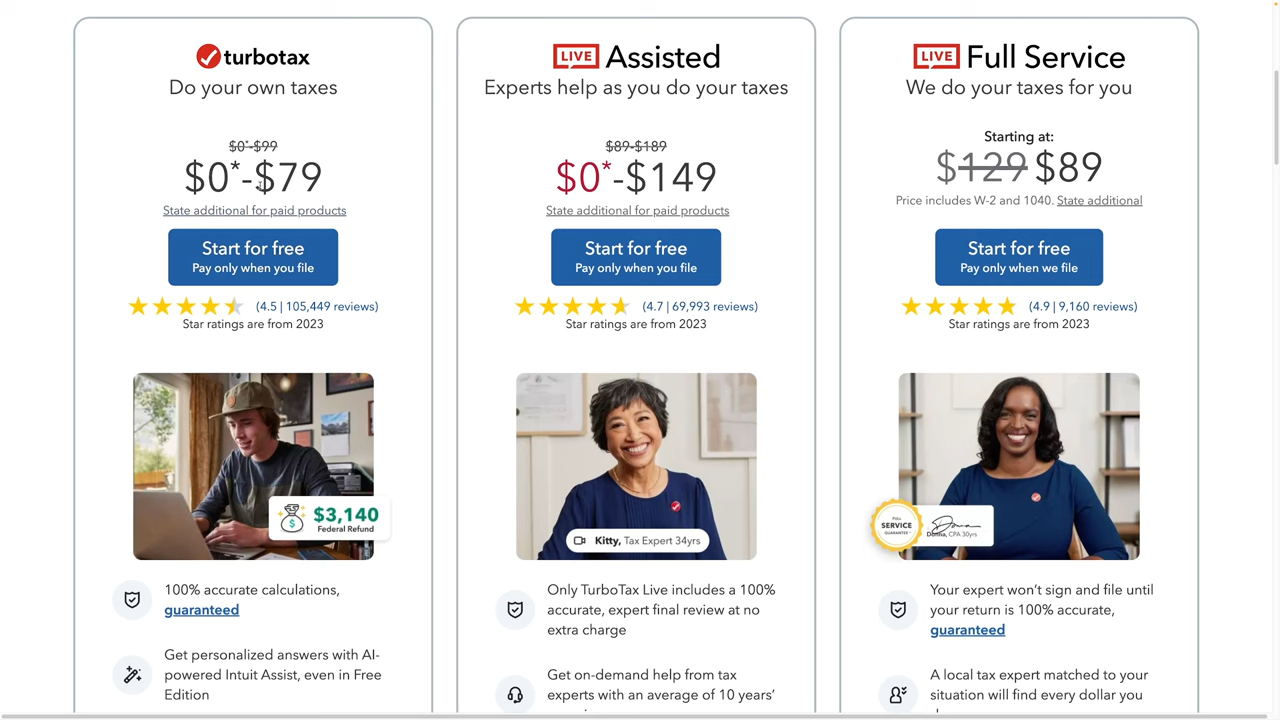 turbotax
Do your own taxes
$0*-$99
$0*-$79
State additional for paid products
Start for free
Pay only when you file
(4.5 | 105,449 reviews)
Star ratings are from 2023
$3,140
Federal Refund
100% accurate calculations,
guaranteed
Get personalized answers with AI-
powered Intuit Assist, even in Free
Edition
LIVE Assisted
Experts help as you do your taxes
$89-$189
$0*-$149
State additional for paid products
Start for free
Pay only when you file
(4.7 | 69,993 reviews)
Star ratings are from 2023
Kitty, Tax Expert 34yrs
Only TurboTax Live includes a 100%
accurate, expert final review at no
extra charge
Get on-demand help from tax
experts with an average of 10 years’
LIVE Full Service
We do your taxes for you
Starting at:
$129 $89
Price includes W-2 and 1040. State additional
Start for free
Pay only when we file
(4.9 | 9,160 reviews)
Star ratings are from 2023
FULL
SERVICE
GUARANTEE
Donna, CPA 30yrs
Your expert won’t sign and file until
your return is 100% accurate,
guaranteed
A local tax expert matched to your
situation will find every dollar you